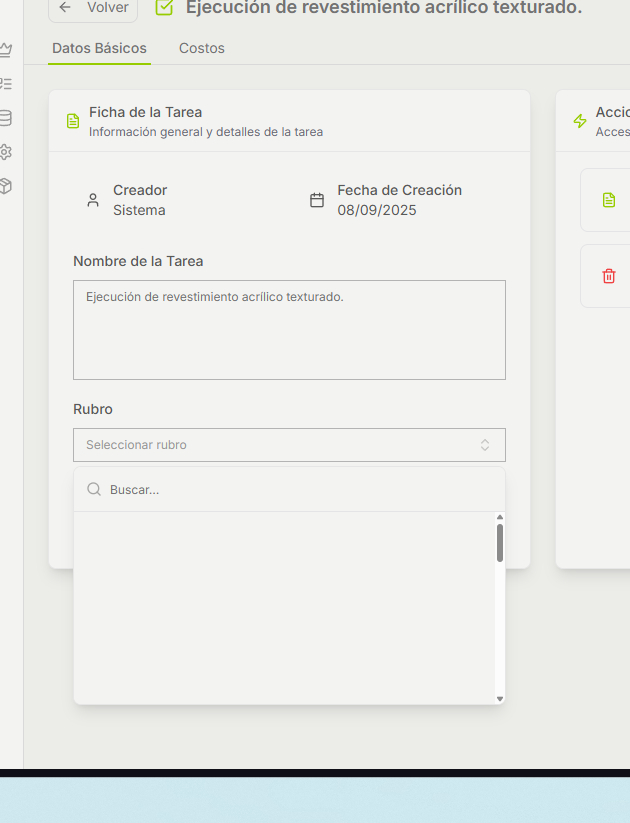 Volver
Ejecución de revestimiento acrílico texturado.
Datos Básicos
Costos
Ficha de la Tarea
Información general y detalles de la tarea
Creador
Sistema
Fecha de Creación
08/09/2025
Nombre de la Tarea
Ejecución de revestimiento acrílico texturado.
Rubro
Seleccionar rubro
Buscar...
Accio
Acces